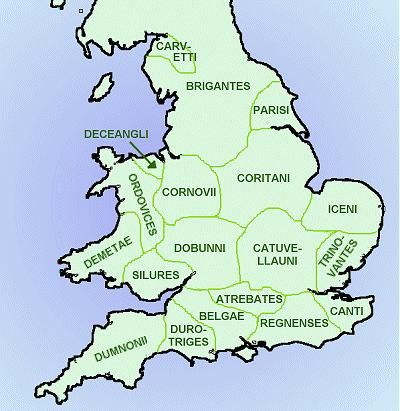 CARV-
ETTI
BRIGANTES
PARISI
DECEANGLI
ORDOVICES
CORNOVII
CORITANI
ICENI
DEMETAE
DOBUNNI
CATUVE-
LLAUNI
TRINO-
VANTES
SILURES
ATREBATES
BELGAE
REGNENSES
CANTI
DURO-
TRIGES
DUMNONII